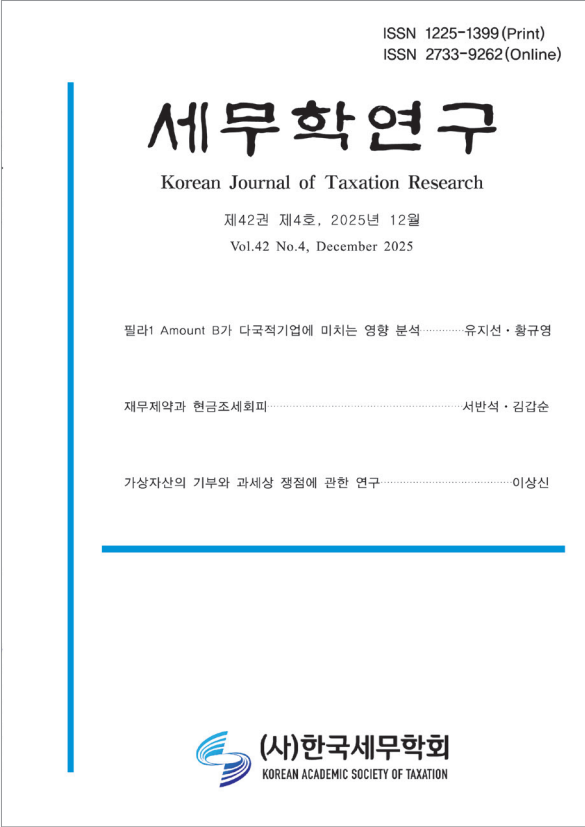 ISSN 1225-1399(Print)
ISSN 2733-9262(Online)
세무학연구
Korean Journal of Taxation Research
제42권 제4호, 2025년 12월
Vol.42 No.4, December 2025
필라1 Amount B가 다국적기업에 미치는 영향 분석·············유지선·황규영
재무제약과 현금조세회피························································서반석·김갑순
가상자산의 기부와 과세상 쟁점에 관한 연구······································이상신
(사)한국세무학회
KOREAN ACADEMIC SOCIETY OF TAXATION